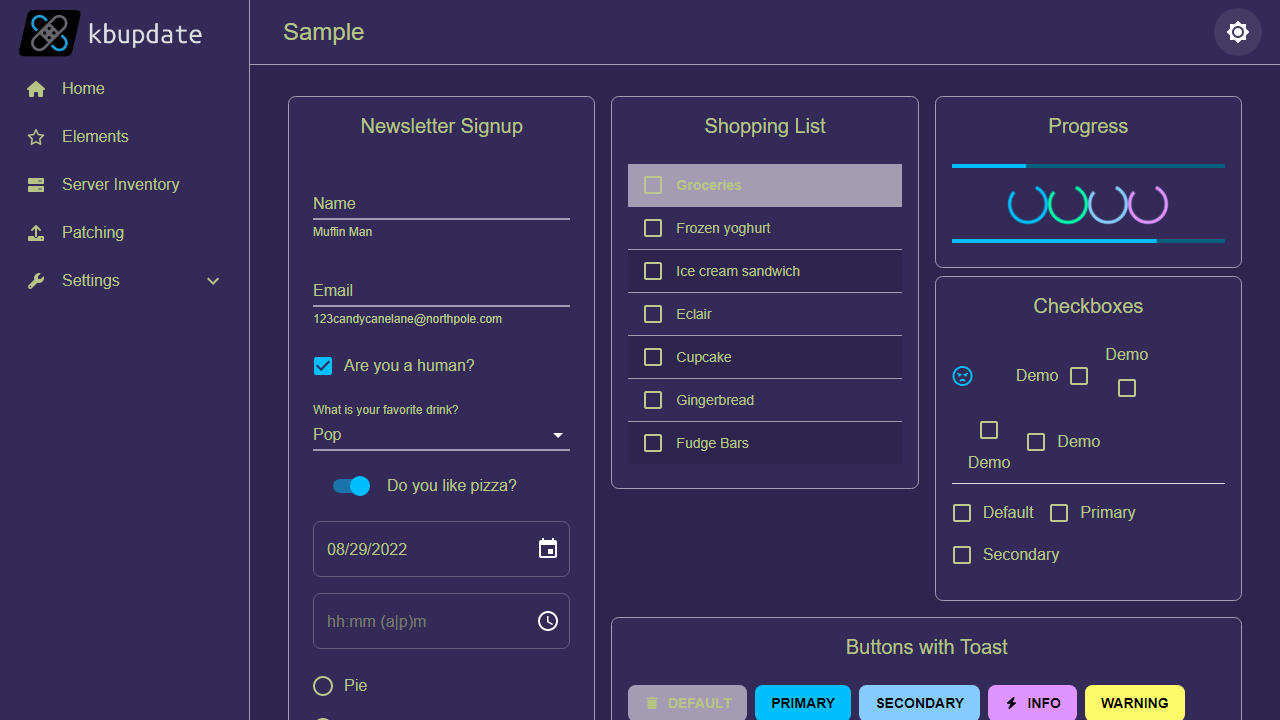 kbupdate
Home
Elements
Server Inventory
Patching
Settings
Sample
Newsletter Signup
Name
Muffin Man
Email
123candycanelane@northpole.com
Are you a human?
What is your favorite drink?
Pop
Do you like pizza?
08/29/2022
hh:mm (a|p)m
Pie
Shopping List
Groceries
Frozen yoghurt
Ice cream sandwich
Eclair
Cupcake
Gingerbread
Fudge Bars
Progress
Checkboxes
Demo
Demo
Demo
Demo
Default
Primary
Secondary
Buttons with Toast
DEFAULT
PRIMARY
SECONDARY
INFO
WARNING